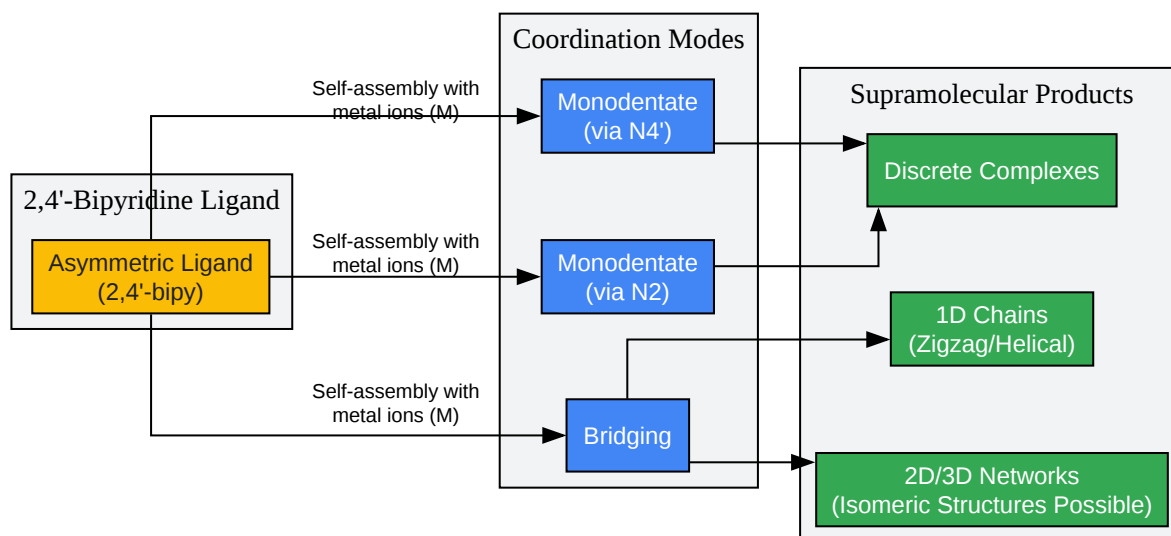 Coordination Modes
Self-assembly with
metal ions (M)
Monodentate
(via N4')
Supramolecular Products
Discrete Complexes
2,4'-Bipyridine Ligand
Asymmetric Ligand
(2,4'-bipy)
Self-assembly with
metal ions (M)
Monodentate
(via N2)
1D Chains
(Zigzag/Helical)
Self-assembly with
metal ions (M)
Bridging
2D/3D Networks
(Isomeric Structures Possible)